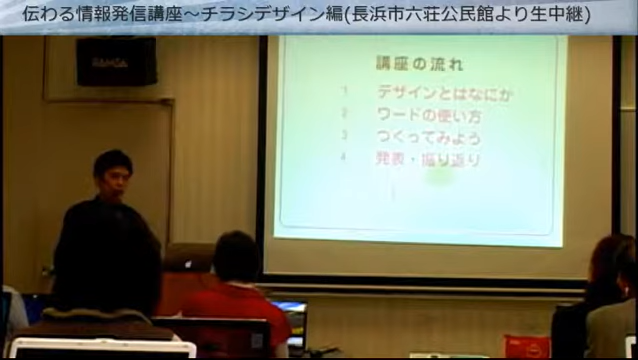 伝わる情報発信講座～チラシデザイン編(長浜市六荘公民館より生中継)
RAMSA
講座の流れ
1 デザインとはなにか
2 ワードの使い方
3 つくってみよう
4 発表・振り返り